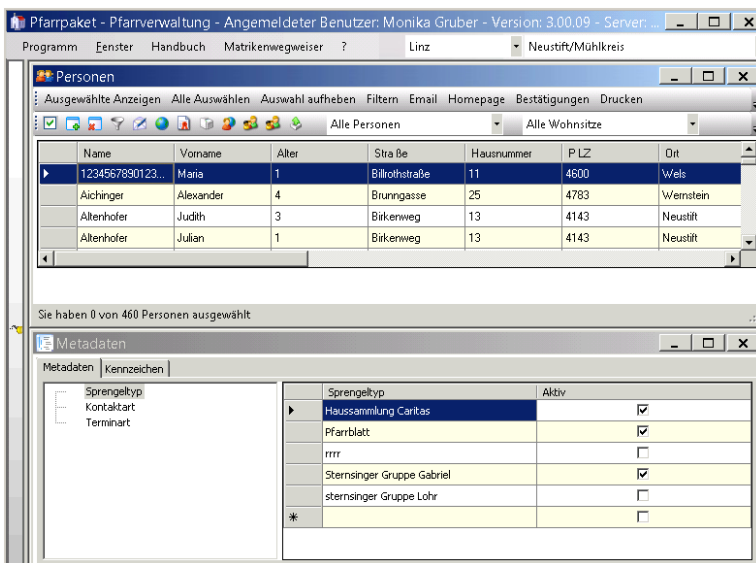 Pfarrpaket - Pfarrverwaltung - Angemeldeter Benutzer: Monika Gruber - Version: 3.00.09 - Server: ...
Programm Fenster Handbuch Matrikenwegweiser ? Linz Neustift/Mühlkreis
Personen
Ausgewählte Anzeigen Alle Auswählen Auswahl aufheben Filtern Email Homepage Bestätigungen Drucken
Alle Personen Alle Wohnsitze
Name Vorname Alter Straße Hausnummer PLZ Ort
1234567890123... Maria 1 Billrothstraße 11 4600 Wels
Aichinger Alexander 4 Brunngasse 25 4783 Wernstein
Altenhofer Judith 3 Birkenweg 13 4143 Neustift
Altenhofer Julian 1 Birkenweg 13 4143 Neustift
Sie haben 0 von 460 Personen ausgewählt
Metadaten
Metadaten Kennzeichen
Sprengeltyp
Kontaktart
Terminart
Sprengeltyp Aktiv
Haussammlung Caritas
Pfarrblatt
rrrr
Sternsinger Gruppe Gabriel
sternsinger Gruppe Lohr